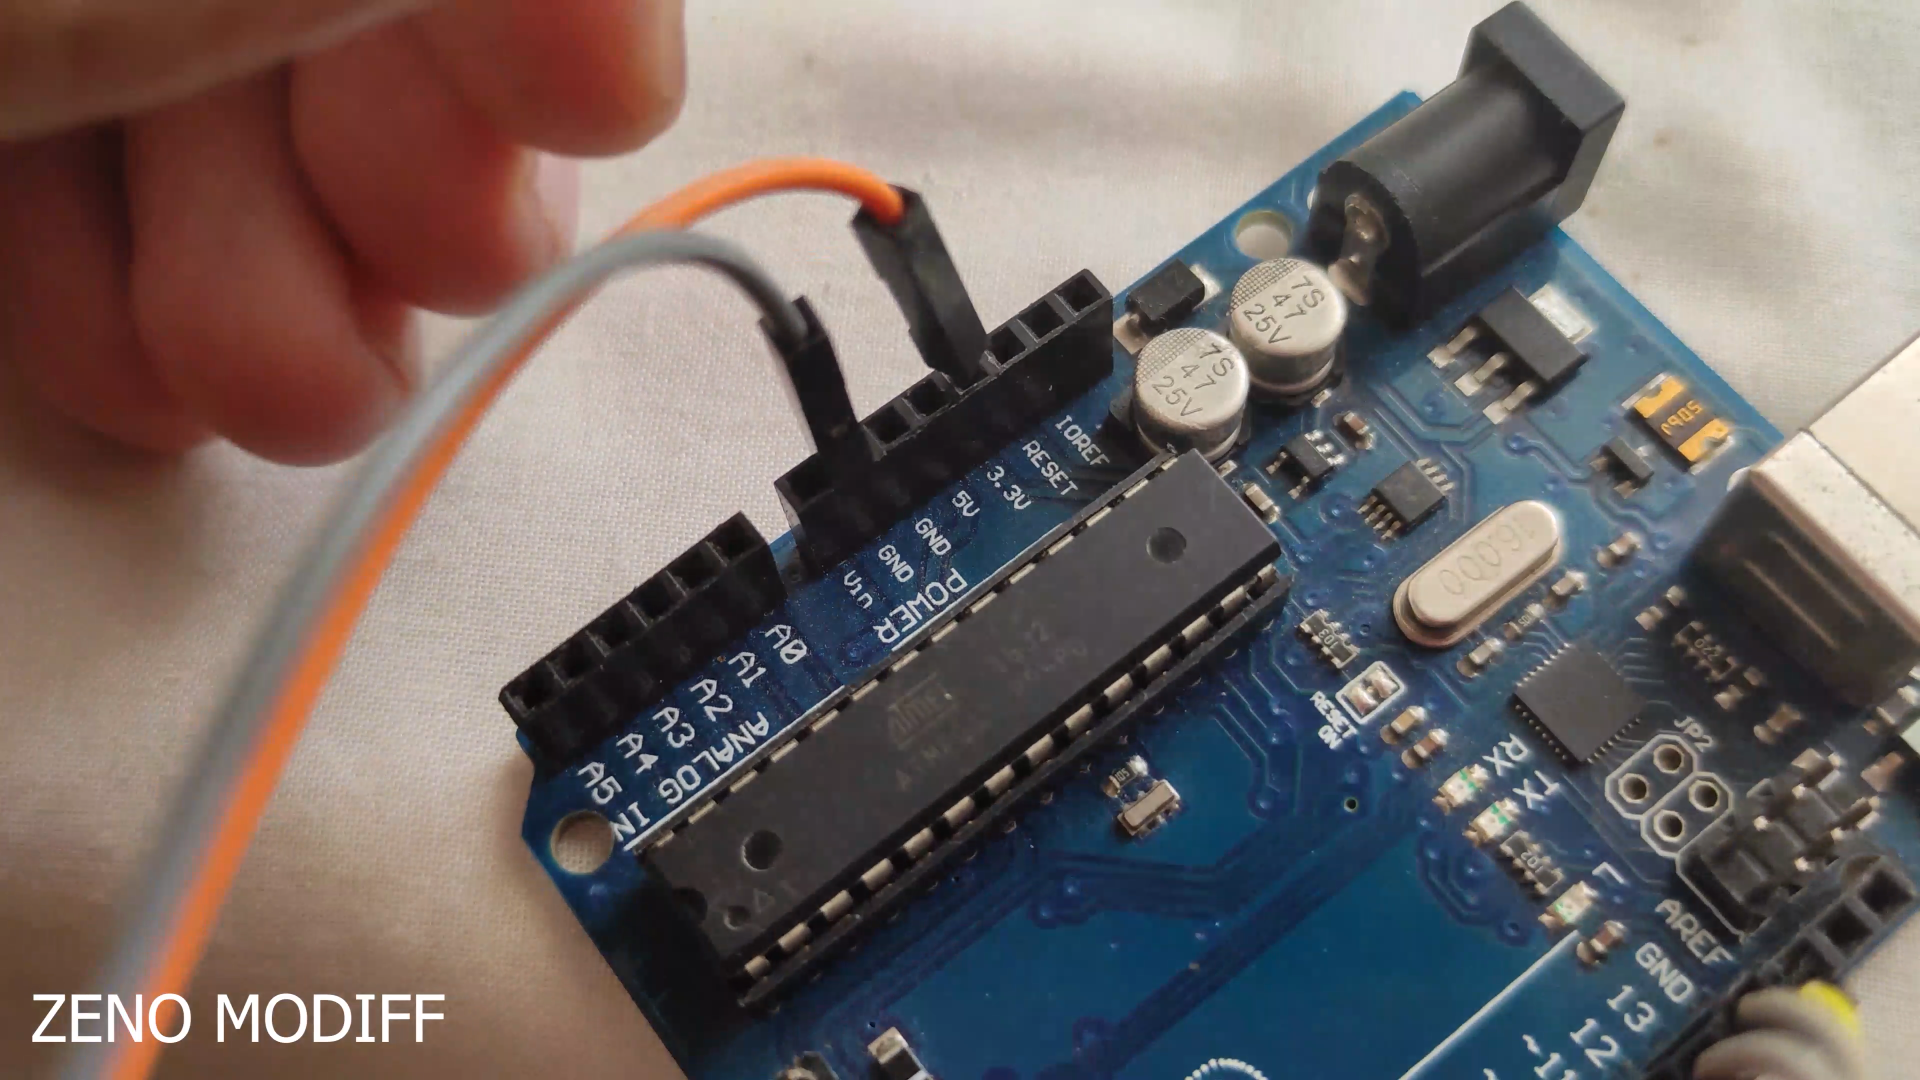 7S
47
25V
7S
47
25V
IOREF
RESET
3.3V
5V
GND
GND
Vin
POWER
A0
A1
A2
A3
A4
A5
ANALOG IN
16.000
RESET
ON
JP2
RX
TX
L
AREF
GND
13
12
~11
ZENO MODIFF